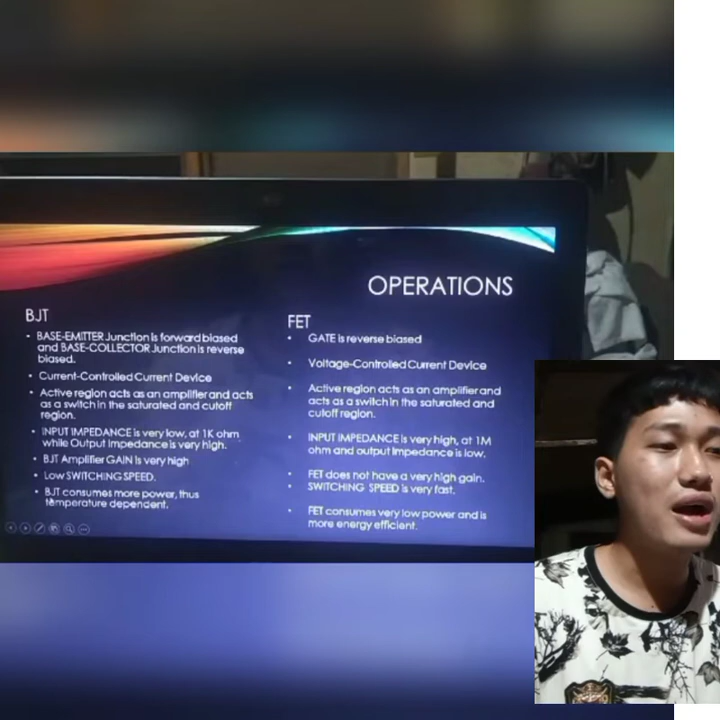 OPERATIONS
BJT
• BASE-EMITTER Junction is forward biased
and BASE-COLLECTOR Junction is reverse
biased.
• Current-Controlled Current Device
• Active region acts as an amplifier and acts
as a switch in the saturated and cutoff
region.
• INPUT IMPEDANCE is very low, at 1K ohm
while Output Impedance is very high.
• BJT Amplifier GAIN is very high
• Low SWITCHING SPEED.
• BJT consumes more power, thus
temperature dependent.
FET
• GATE is reverse biased
• Voltage-Controlled Current Device
• Active region acts as an amplifier and
acts as a switch in the saturated and
cutoff region.
• INPUT IMPEDANCE is very high, at 1M
ohm and output Impedance is low.
• FET does not have a very high gain.
• SWITCHING SPEED is very fast.
• FET consumes very low power and is
more energy efficient.